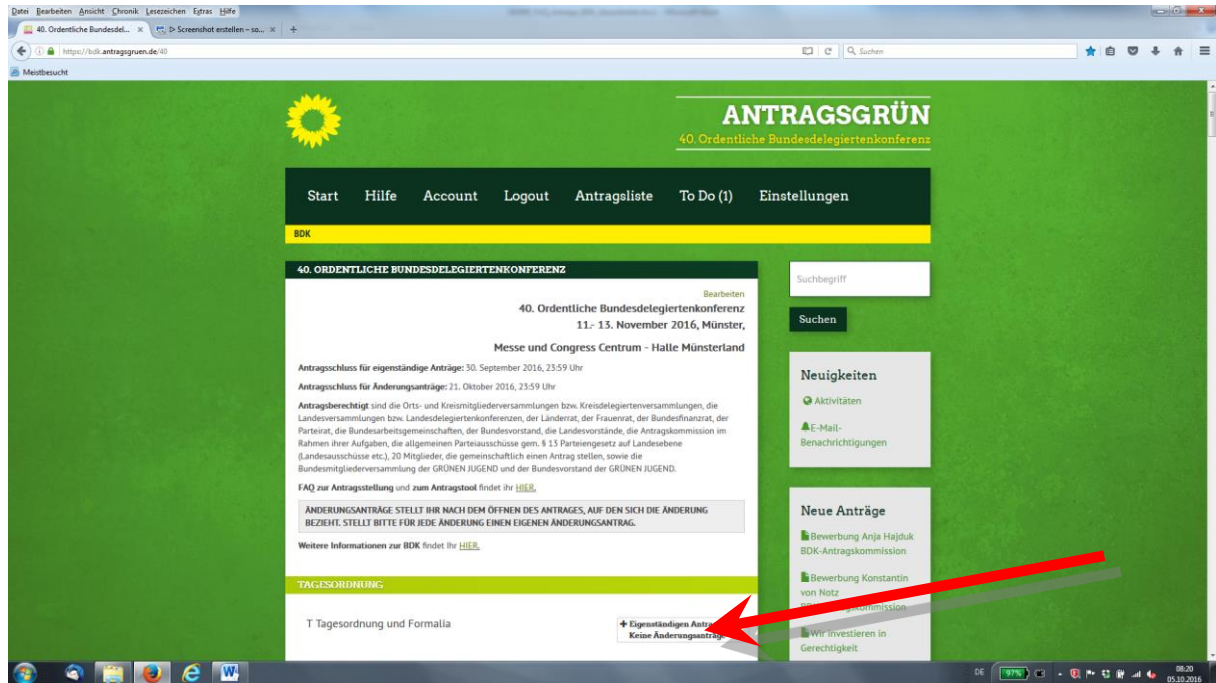 Datei Bearbeiten Ansicht Chronik Lesezeichen Extras Hilfe
40. Ordentliche Bundesdel... × ▷ Screenshot erstellen – so... × +
https://bdk.antragsgruen.de/40
Suchen
Meistbesucht
ANTRAGSGRÜN
40. Ordentliche Bundesdelegiertenkonferenz
Start Hilfe Account Logout Antragsliste To Do (1) Einstellungen
BDK
40. ORDENTLICHE BUNDESDELEGIERTENKONFERENZ
Bearbeiten
40. Ordentliche Bundesdelegiertenkonferenz
11.- 13. November 2016, Münster,
Messe und Congress Centrum - Halle Münsterland
Antragsschluss für eigenständige Anträge: 30. September 2016, 23:59 Uhr
Antragsschluss für Änderungsanträge: 21. Oktober 2016, 23:59 Uhr
Antragsberechtigt sind die Orts- und Kreismitgliederversammlungen bzw. Kreisdelegiertenversammlungen, die
Landesversammlungen bzw. Landesdelegiertenkonferenzen, der Länderrat, der Frauenrat, der Bundesfinanzrat, der
Parteirat, die Bundesarbeitsgemeinschaften, der Bundesvorstand, die Landesvorstände, die Antragskommission im
Rahmen ihrer Aufgaben, die allgemeinen Parteiausschüsse gem. § 13 Parteiengesetz auf Landesebene
(Landesausschüsse etc.), 20 Mitglieder, die gemeinschaftlich einen Antrag stellen, sowie die
Bundesmitgliederversammlung der GRÜNEN JUGEND und der Bundesvorstand der GRÜNEN JUGEND.
FAQ zur Antragsstellung und zum Antragstool findet ihr HIER.
ÄNDERUNGSANTRÄGE STELLT IHR NACH DEM ÖFFNEN DES ANTRAGES, AUF DEN SICH DIE ÄNDERUNG
BEZIEHT. STELLT BITTE FÜR JEDE ÄNDERUNG EINEN EIGENEN ÄNDERUNGSANTRAG.
Weitere Informationen zur BDK findet Ihr HIER.
TAGESORDNUNG
T Tagesordnung und Formalia
+ Eigenständigen
Keine Änderungsanträge
Suchbegriff
Suchen
Neuigkeiten
Aktivitäten
E-Mail-
Benachrichtigungen
Neue Anträge
Bewerbung Anja Hajduk
BDK-Antragskommission
Bewerbung Konstantin
von Notz
Wir investieren in
Gerechtigkeit
DE 97% 08:20
05.10.2016